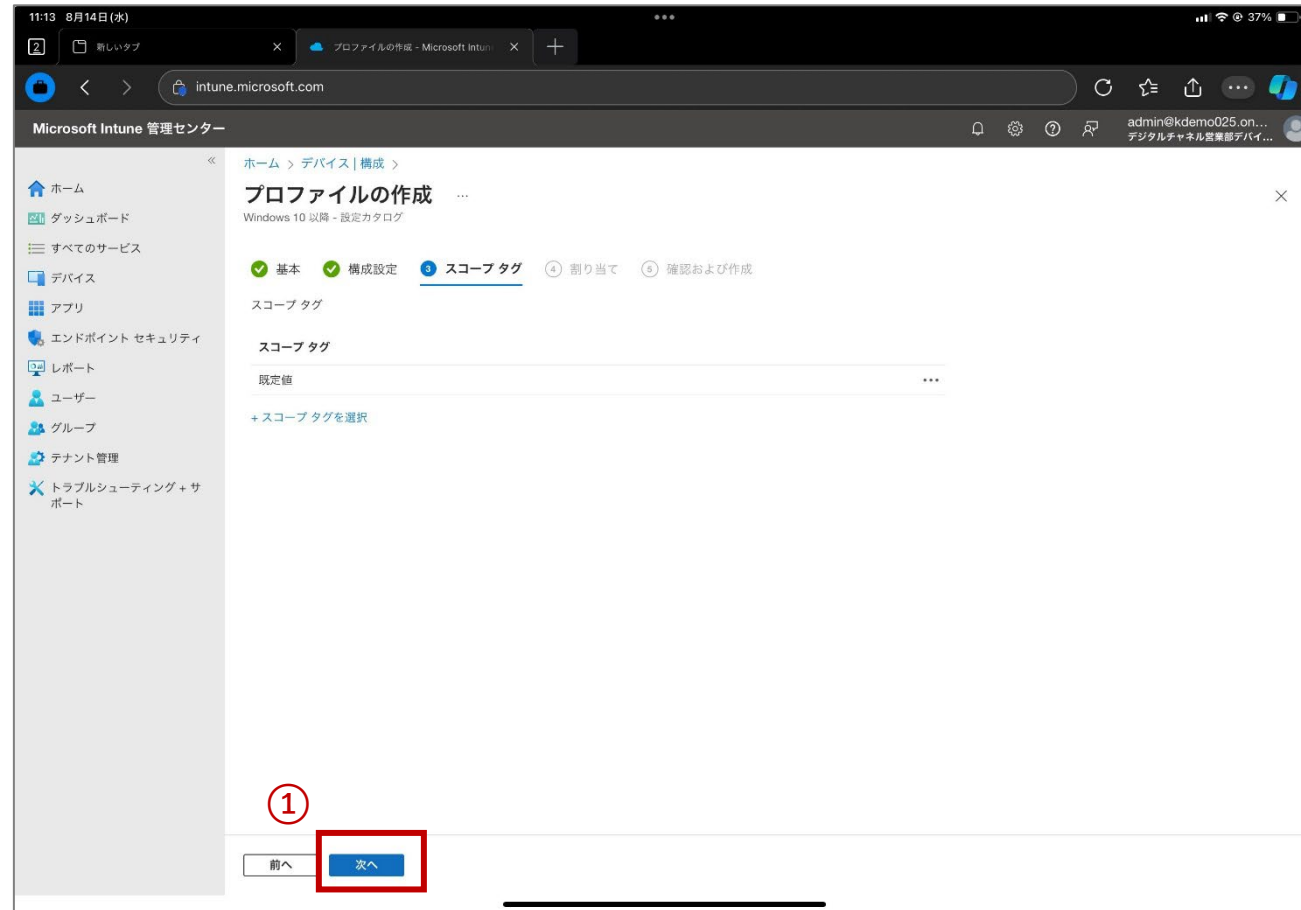 11:13 8月14日(水)
37%
2 新しいタブ プロファイルの作成 - Microsoft Intun
intune.microsoft.com
Microsoft Intune 管理センター
admin@kdemo025.on...
デジタルチャネル営業部デバイ...
ホーム > デバイス | 構成 >
プロファイルの作成 ...
Windows 10 以降 - 設定カタログ
ホーム
ダッシュボード
すべてのサービス
デバイス
アプリ
エンドポイント セキュリティ
レポート
ユーザー
グループ
テナント管理
トラブルシューティング + サ
ポート
基本 構成設定 3 スコープ タグ 4 割り当て 5 確認および作成
スコープ タグ
スコープ タグ
既定値 ...
+ スコープ タグを選択
①
前へ 次へ